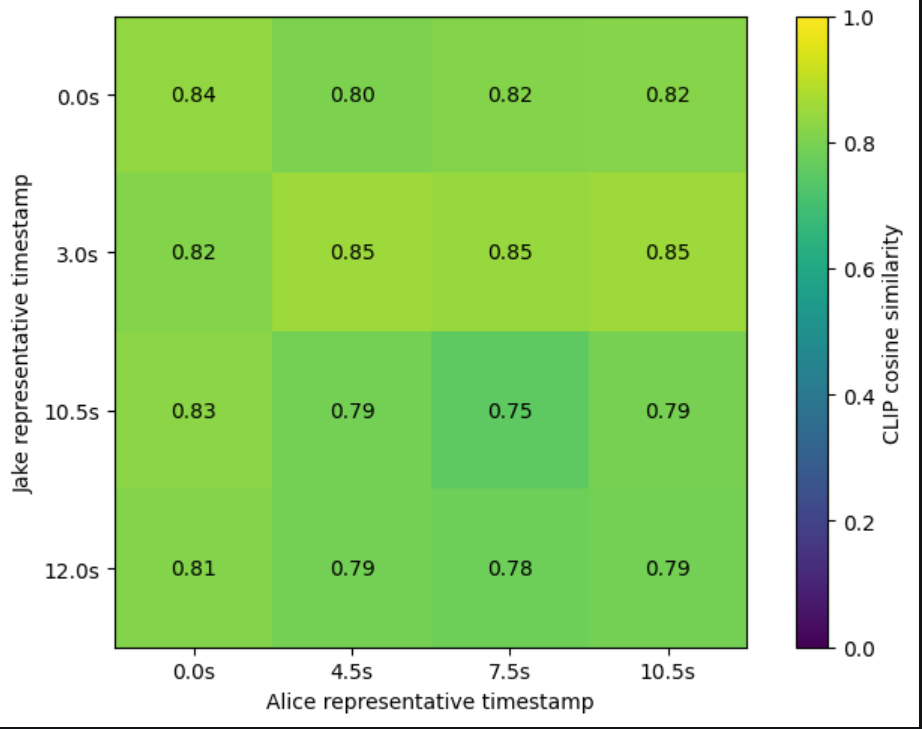 0.0s 0.84 0.80 0.82 0.82
3.0s 0.82 0.85 0.85 0.85
10.5s 0.83 0.79 0.75 0.79
12.0s 0.81 0.79 0.78 0.79
0.0s 4.5s 7.5s 10.5s
Alice representative timestamp
Jake representative timestamp
1.0
0.8
0.6
0.4
0.2
0.0
CLIP cosine similarity